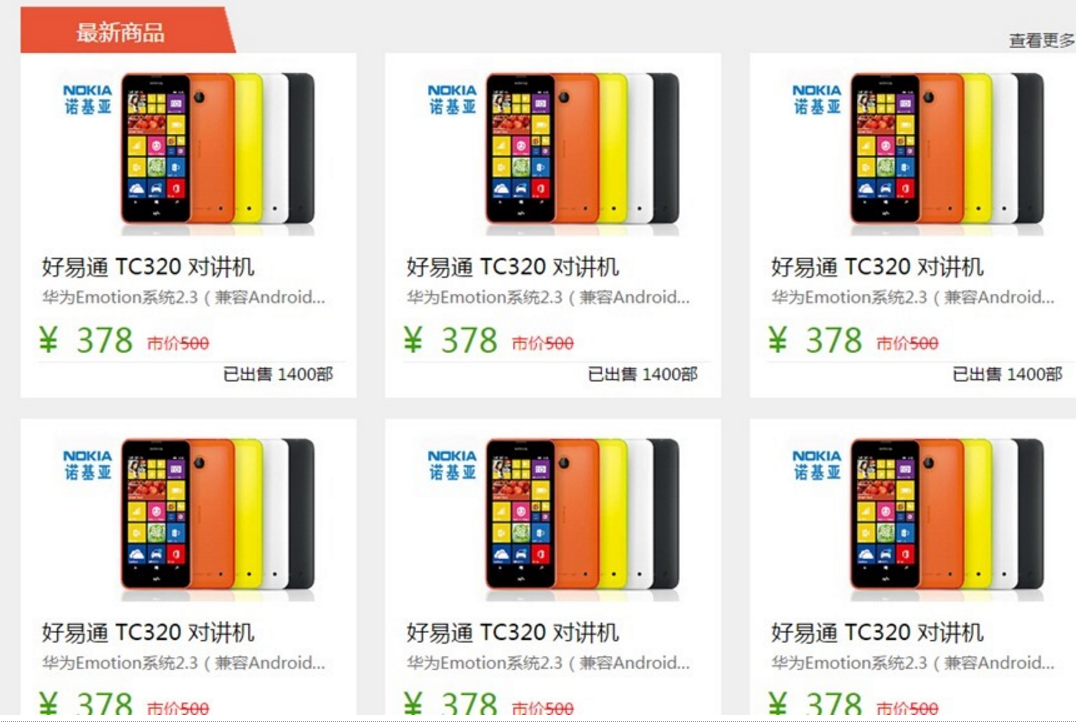 最新商品
查看更多
NOKIA
诺基亚
NOKIA
诺基亚
NOKIA
诺基亚
好易通 TC320 对讲机
好易通 TC320 对讲机
好易通 TC320 对讲机
华为Emotion系统2.3（兼容Android...
华为Emotion系统2.3（兼容Android...
华为Emotion系统2.3（兼容Android...
¥ 378 市价500
¥ 378 市价500
¥ 378 市价500
已出售 1400部
已出售 1400部
已出售 1400部
NOKIA
诺基亚
NOKIA
诺基亚
NOKIA
诺基亚
好易通 TC320 对讲机
好易通 TC320 对讲机
好易通 TC320 对讲机
华为Emotion系统2.3（兼容Android...
华为Emotion系统2.3（兼容Android...
华为Emotion系统2.3（兼容Android...
¥ 378 市价500
¥ 378 市价500
¥ 378 市价500